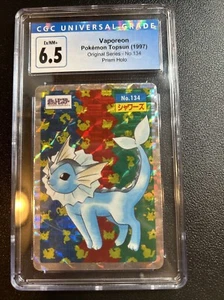 CGC UNIVERSAL GRADE
Ex/NM+
6.5
Vaporeon
Pokémon Topsun (1997)
Original Series - No.134
Prism Holo
No.134
シャワーズ